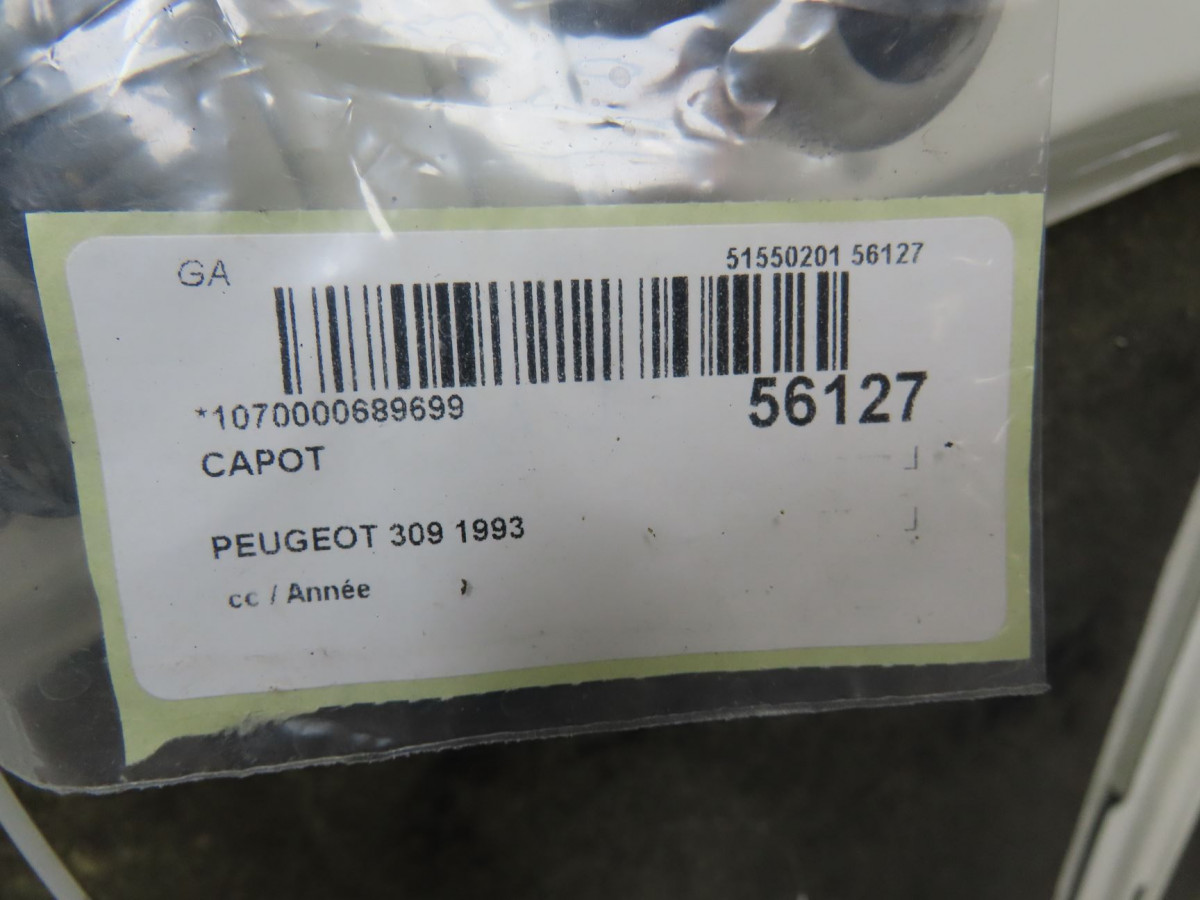 GA
51550201 56127
*1070000689699
56127
CAPOT
PEUGEOT 309 1993
cc / Année